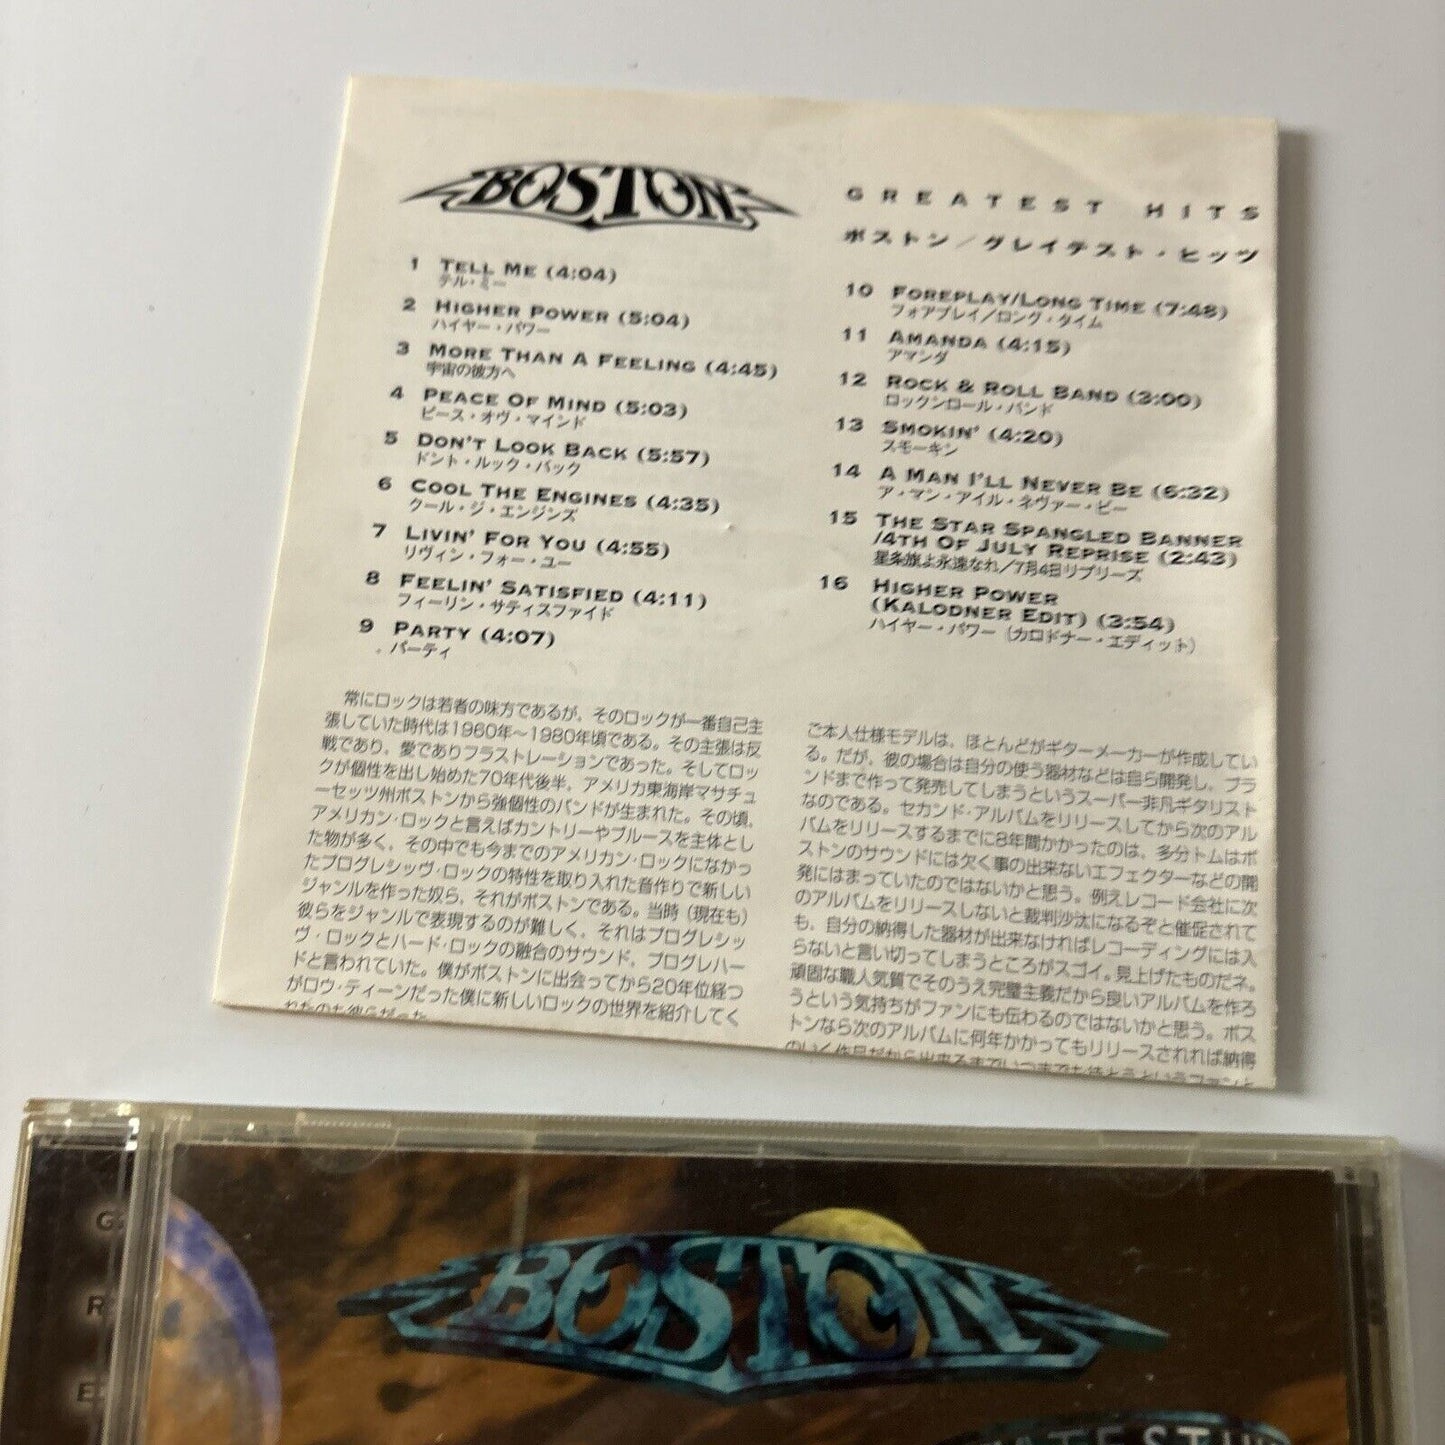 BOSTON
GREATEST HITS
ボストン／グレイテスト・ヒッツ
1 TELL ME (4:04)
テル・ミー
2 HIGHER POWER (5:04)
ハイヤー・パワー
3 MORE THAN A FEELING (4:45)
宇宙の彼方へ
4 PEACE OF MIND (5:03)
ピース・オヴ・マインド
5 DON'T LOOK BACK (5:57)
ドント・ルック・バック
6 COOL THE ENGINES (4:35)
クール・ジ・エンジンズ
7 LIVIN' FOR YOU (4:55)
リヴィン・フォー・ユー
8 FEELIN' SATISFIED (4:11)
フィーリン・サティスファイド
9 PARTY (4:07)
パーティ
10 FOREPLAY/LONG TIME (7:48)
フォアプレイ／ロング・タイム
11 AMANDA (4:15)
アマンダ
12 ROCK & ROLL BAND (3:00)
ロックンロール・バンド
13 SMOKIN' (4:20)
スモーキン
14 A MAN I'LL NEVER BE (6:32)
ア・マン・アイル・ネヴァー・ビー
15 THE STAR SPANGLED BANNER
/4TH OF JULY REPRISE (2:43)
星条旗よ永遠なれ／7月4日リプリーズ
16 HIGHER POWER
(KALODNER EDIT) (3:54)
ハイヤー・パワー（カロドナー・エディット）
常にロックは若者の味方であるが、そのロックが一番自己主
張していた時代は1960年〜1980年頃である。その主張は反
戦であり、愛でありフラストレーションであった。そしてロッ
クが個性を出し始めた70年代後半、アメリカ東海岸マサチュ
ーセッツ州ボストンから強個性のバンドが生まれた。その頃、
アメリカン・ロックと言えばカントリーやブルースを主体とし
た物が多く、その中でも今までのアメリカン・ロックになかっ
たプログレシッヴ・ロックの特性を取り入れた音作りで新しい
ジャンルを作った奴ら、それがボストンである。当時（現在も）
彼らをジャンルで表現するのが難しく、それはプログレシッ
ヴ・ロックとハード・ロックの融合のサウンド、プログレハー
ドと言われていた。僕がボストンに出会ってから20年位経つ
がロウ・ティーンだった僕に新しいロックの世界を紹介してく
れたのも彼らだった。
ご本人仕様モデルは、ほとんどがギターメーカーが作成してい
る。だが、彼の場合は自分の使う器材などは自ら開発し、ブラ
ンドまで作って発売してしまうというスーパー非凡ギタリスト
なのである。セカンド・アルバムをリリースしてから次のアル
バムをリリースするまでに8年間かかったのは、多分トムはボ
ストンのサウンドには欠く事の出来ないエフェクターなどの開
発にはまっていたのではないかと思う。例えレコード会社に次
のアルバムをリリースしないと裁判沙汰になるぞと催促されて
も、自分の納得した器材が出来なければレコーディングには入
らないと言い切ってしまうところがスゴイ。見上げたものだネ。
頑固な職人気質でそのうえ完璧主義だから良いアルバムを作ろ
うという気持ちがファンにも伝わるのではないかと思う。ボス
トンなら次のアルバムに何年かかってもリリースされれば納得
のいく作品だから出来るまでいつまでも待とうというファンと
BOSTON